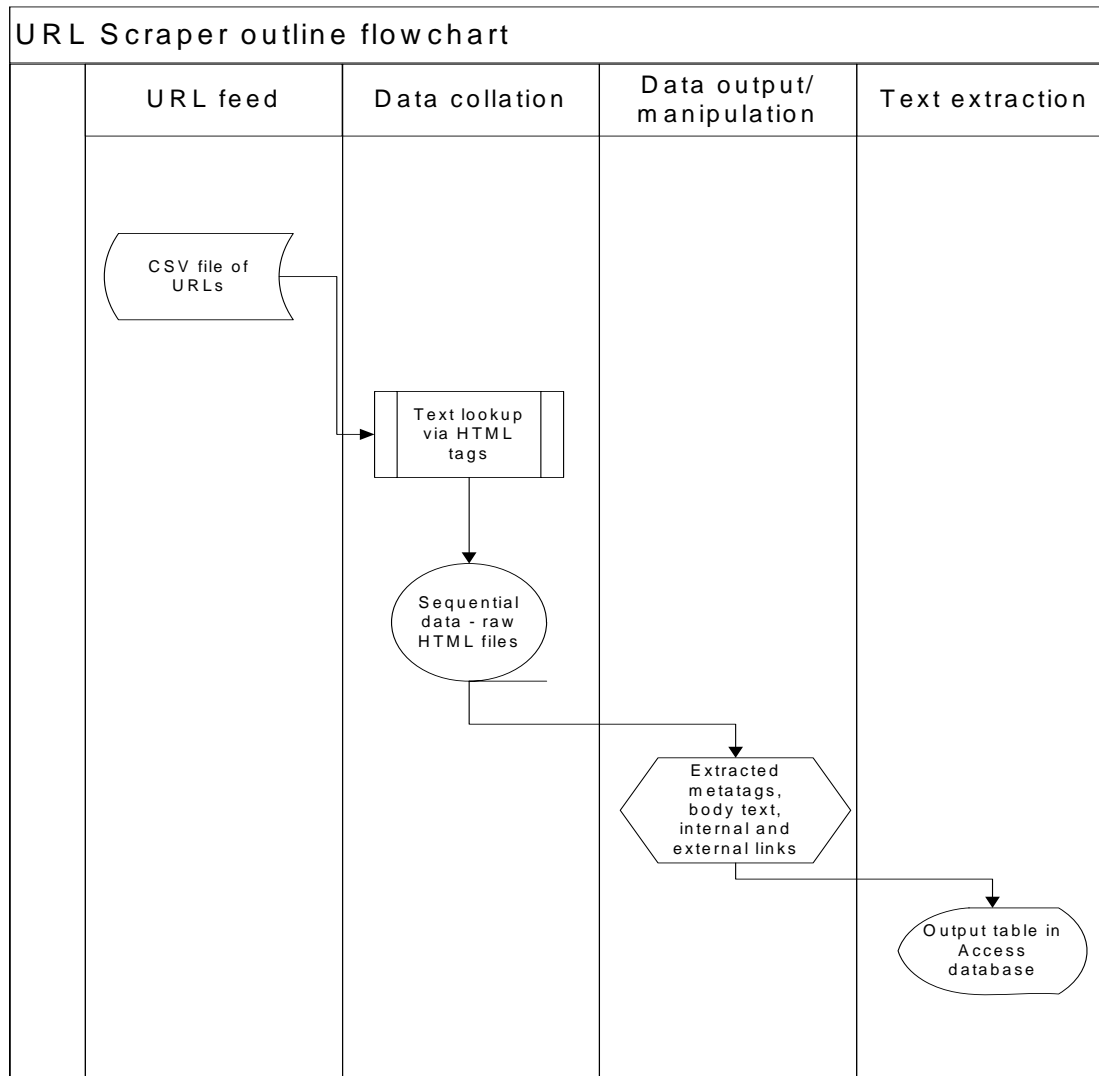 URL Scraper outline flowchart
URL feed
Data collation
Data output/
manipulation
Text extraction
CSV file of
URLs
Text lookup
via HTML
tags
Sequential
data - raw
HTML files
Extracted
metatags,
body text,
internal and
external links
Output table in
Access
database